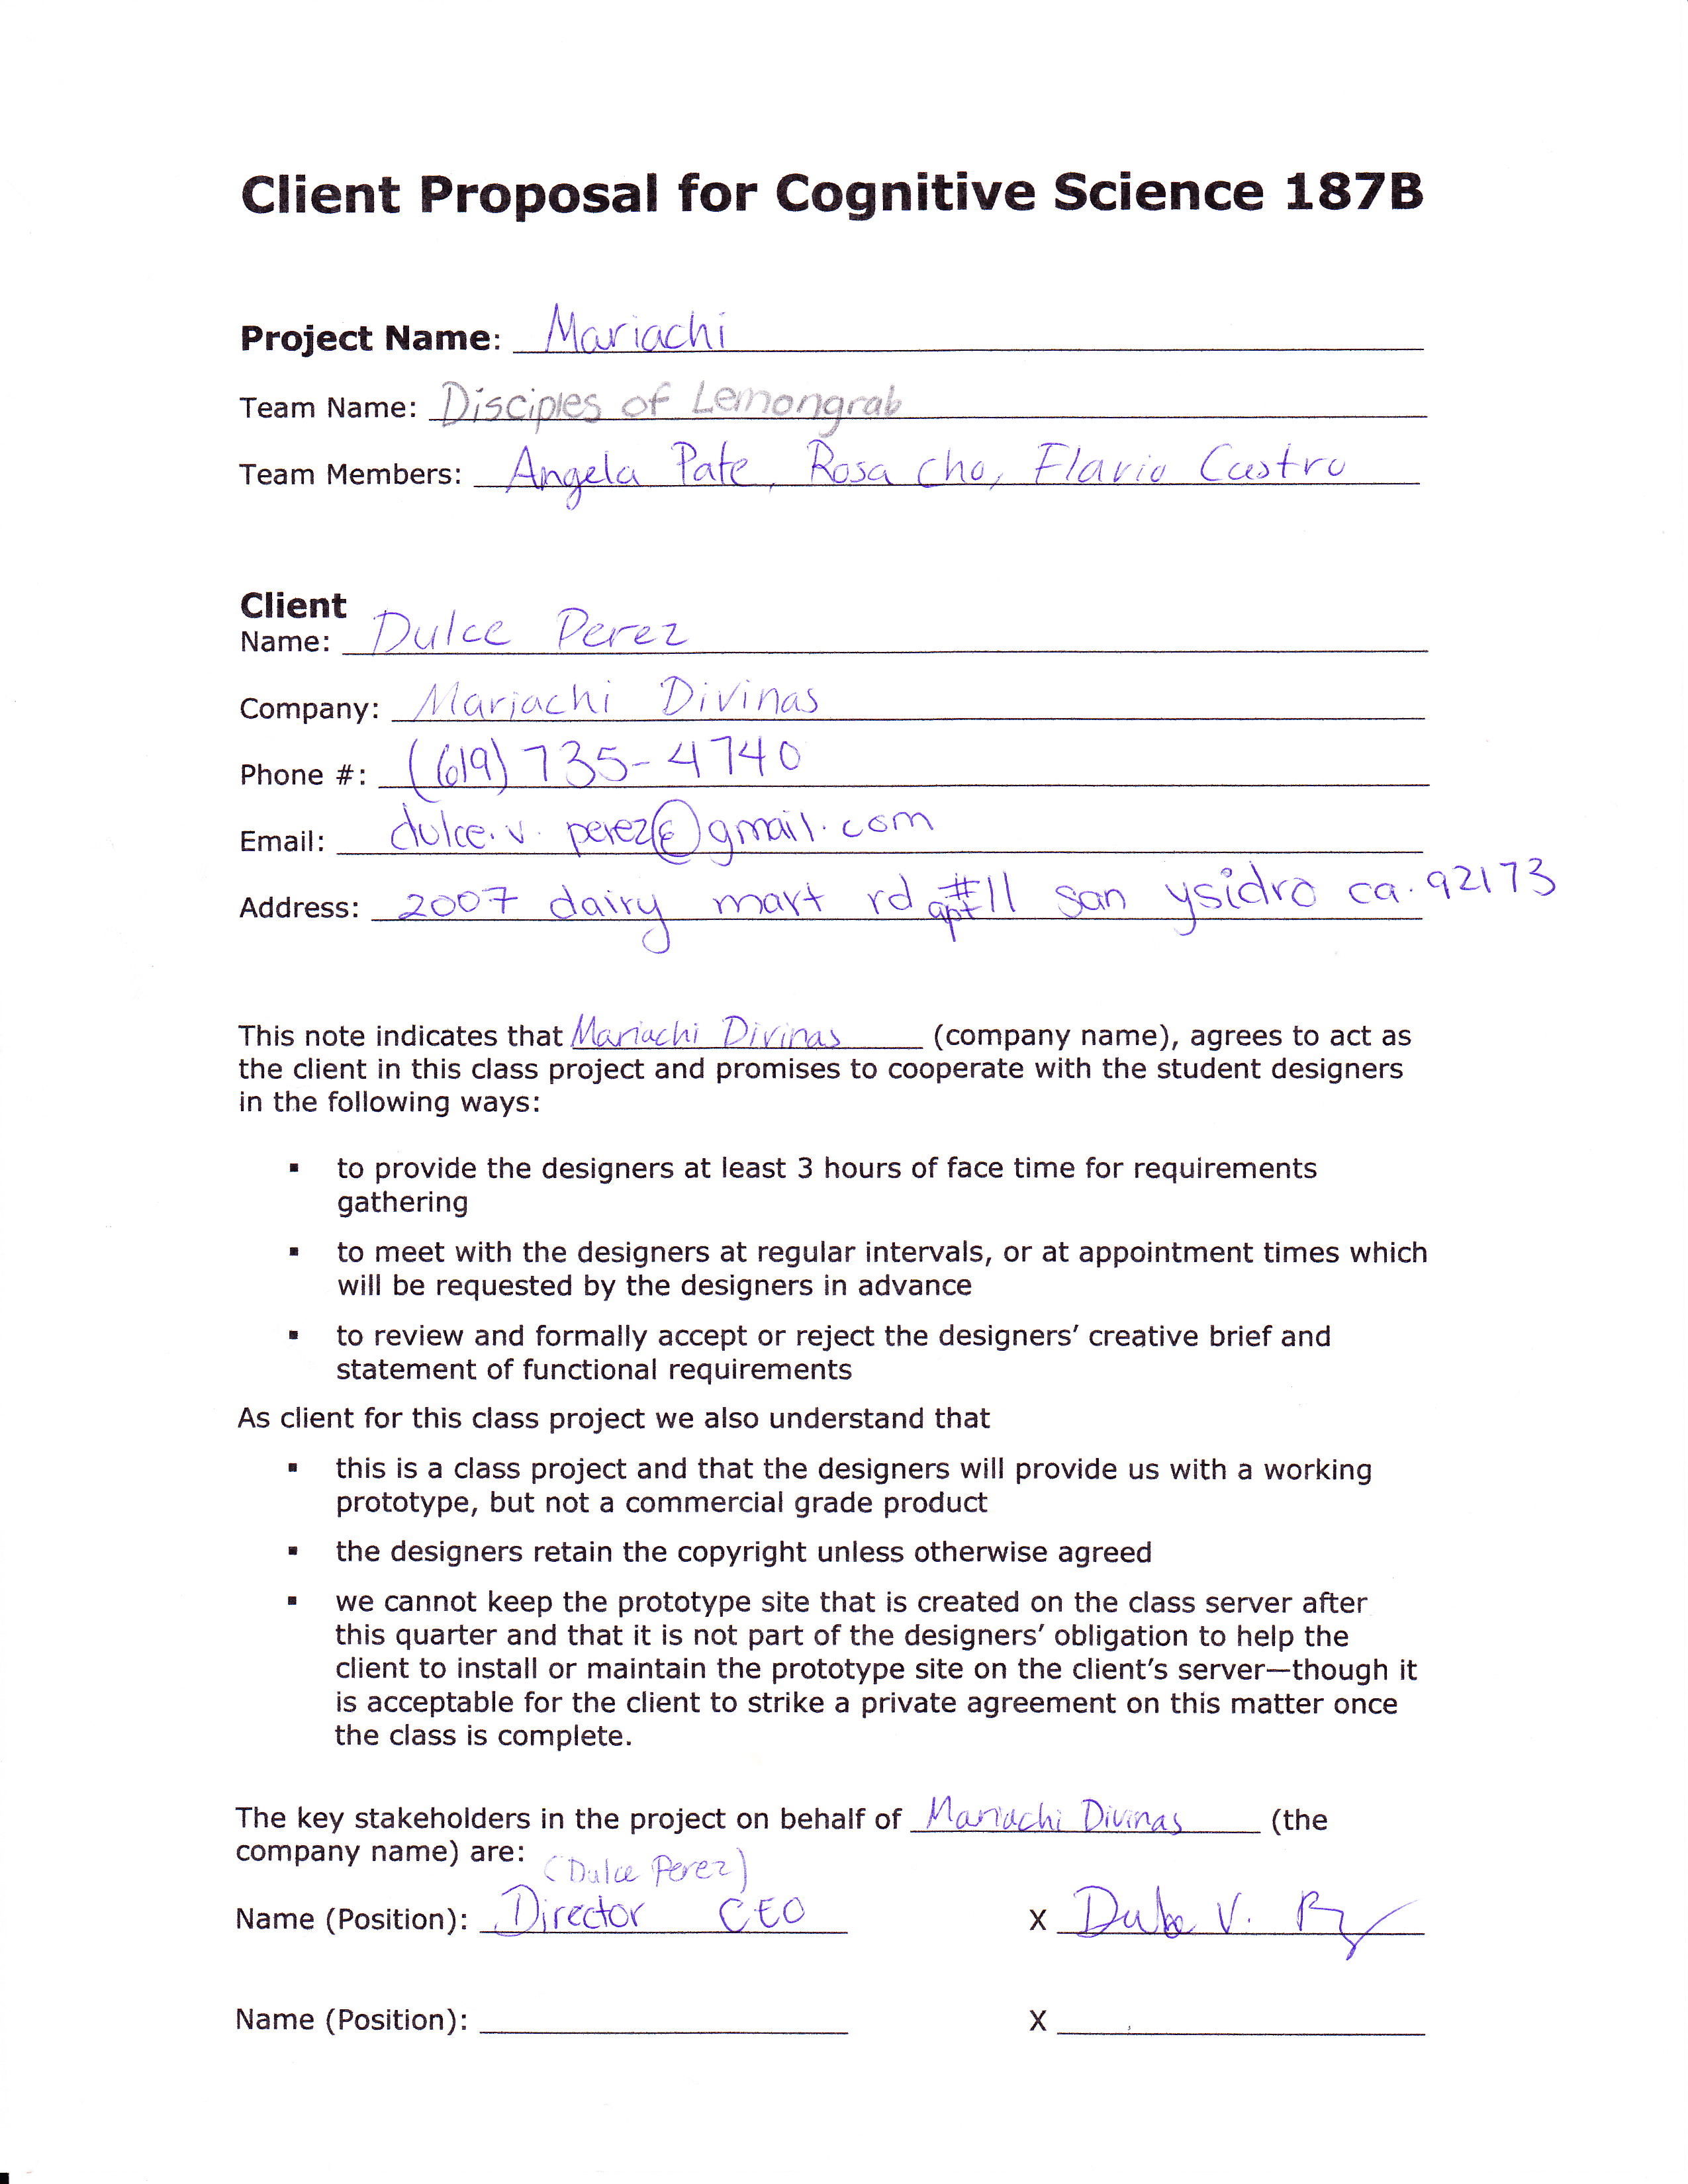 Client Proposal for Cognitive Science 187B
Project Name: Mariachi
Team Name: Disciples of Lemongrab
Team Members: Angela Pate, Rosa Cho, Flavio Castro
Client
Name: Dulce Perez
Company: Mariachi Divinas
Phone #: (619) 735-4740
Email: dulce.v.perez@gmail.com
Address: 2007 dairy mart rd apt #11 san ysidro ca. 92173
This note indicates that Mariachi Divinas (company name), agrees to act as
the client in this class project and promises to cooperate with the student designers
in the following ways:
▪ to provide the designers at least 3 hours of face time for requirements
gathering
▪ to meet with the designers at regular intervals, or at appointment times which
will be requested by the designers in advance
▪ to review and formally accept or reject the designers’ creative brief and
statement of functional requirements
As client for this class project we also understand that
▪ this is a class project and that the designers will provide us with a working
prototype, but not a commercial grade product
▪ the designers retain the copyright unless otherwise agreed
▪ we cannot keep the prototype site that is created on the class server after
this quarter and that it is not part of the designers’ obligation to help the
client to install or maintain the prototype site on the client’s server—though it
is acceptable for the client to strike a private agreement on this matter once
the class is complete.
The key stakeholders in the project on behalf of Mariachi Divinas (the
company name) are:
(Dulce Perez)
Name (Position): Director CEO X Dulce V. P
Name (Position): X